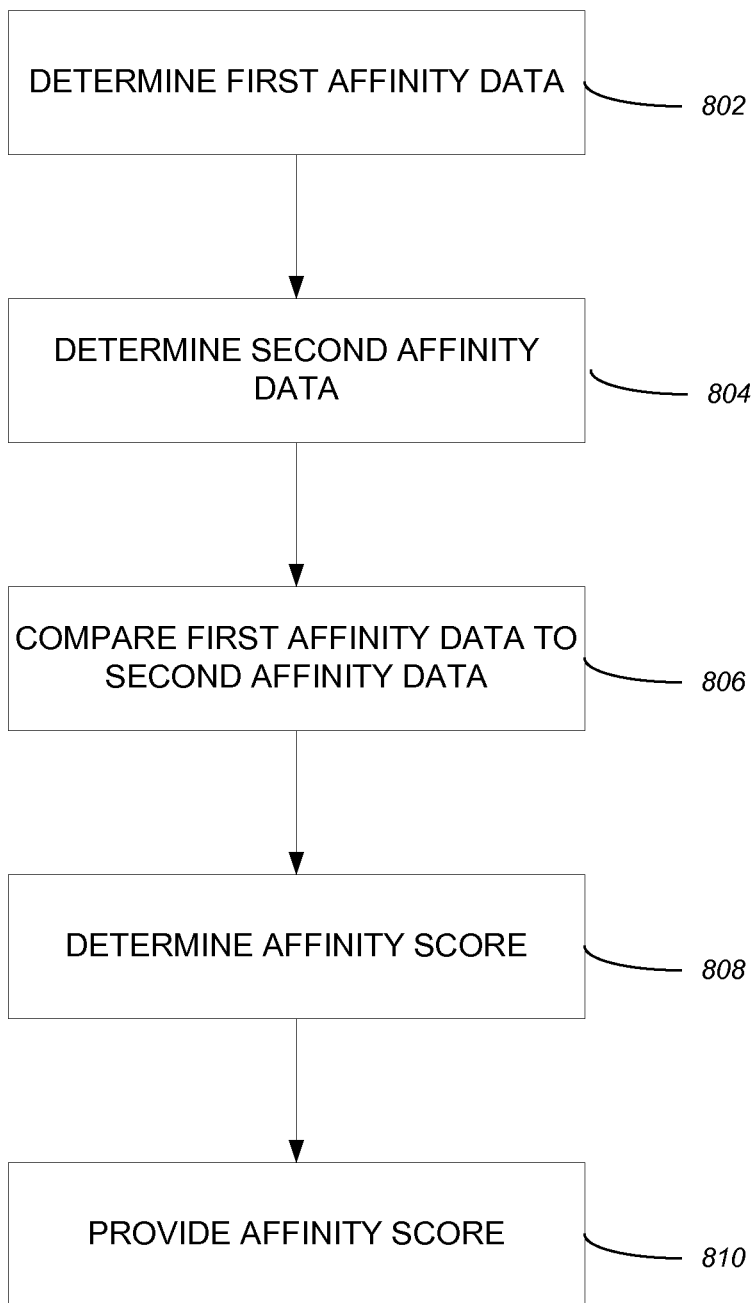 DETERMINE FIRST AFFINITY DATA
802
DETERMINE SECOND AFFINITY
DATA
804
COMPARE FIRST AFFINITY DATA TO
SECOND AFFINITY DATA
806
DETERMINE AFFINITY SCORE
808
PROVIDE AFFINITY SCORE
810